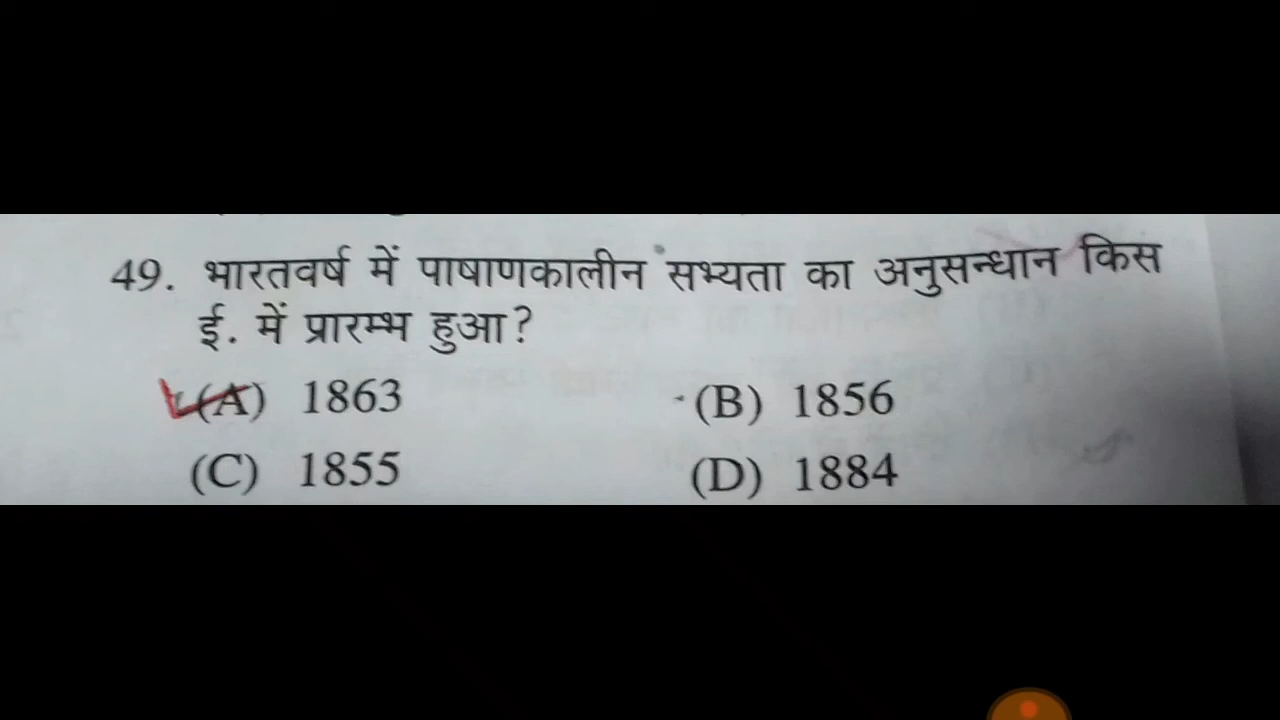 49. भारतवर्ष में पाषाणकालीन सभ्यता का अनुसन्धान किस
ई. में प्रारम्भ हुआ?
(A) 1863 (B) 1856
(C) 1855 (D) 1884